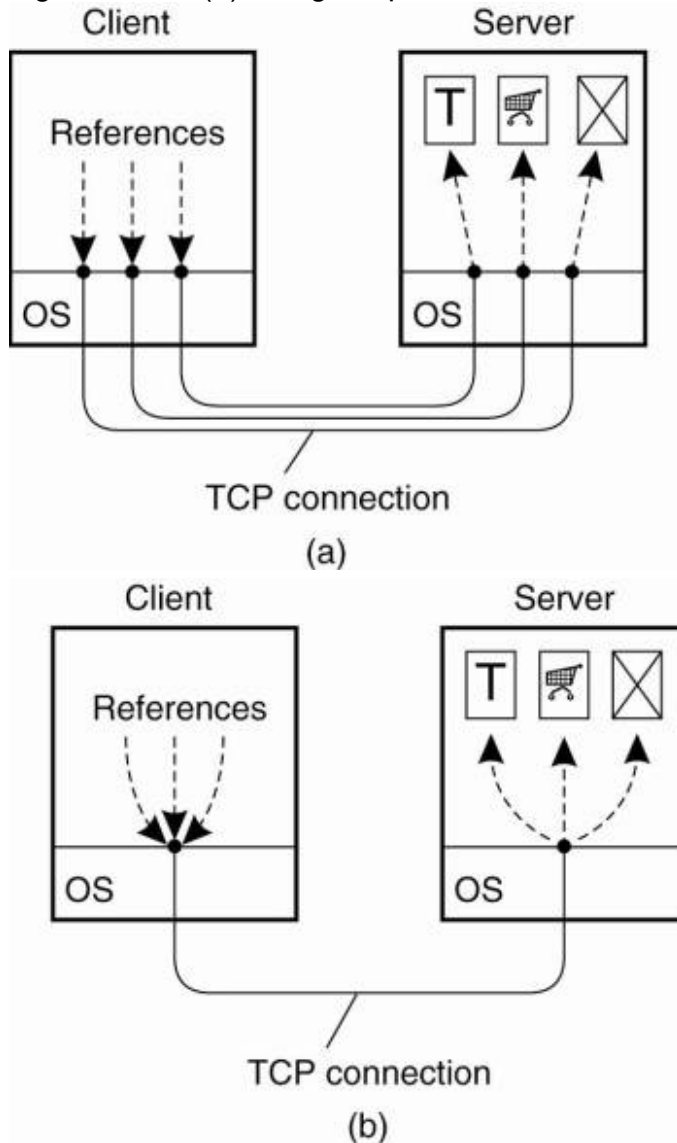 Client Server
References
T
OS OS
TCP connection
(a)
Client Server
References
T
OS OS
TCP connection
(b)